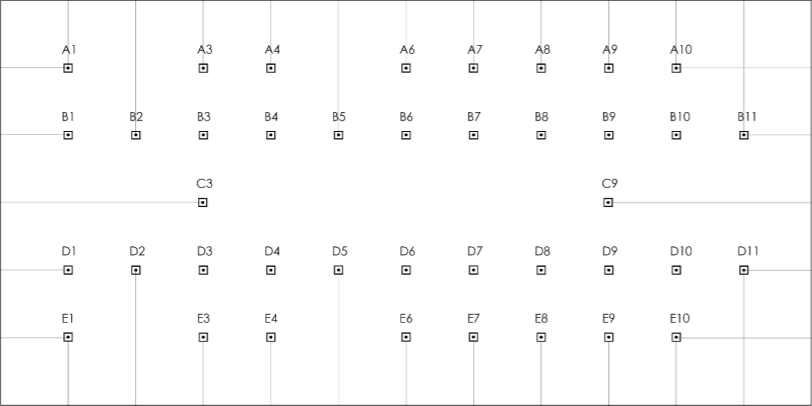 A1 A3 A4 A6 A7 A8 A9 A10
B1 B2 B3 B4 B5 B6 B7 B8 B9 B10 B11
C3 C9
D1 D2 D3 D4 D5 D6 D7 D8 D9 D10 D11
E1 E3 E4 E6 E7 E8 E9 E10